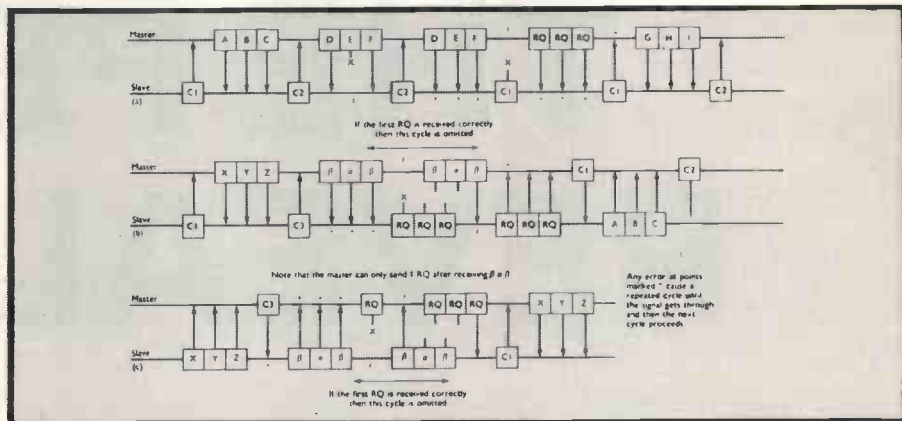 Master
A B C D E F D E F RQ RQ RQ G H I
X X
Slave
C1 C2 C2 C1 C1 C2
(a)
If the first RQ is received correctly
then this cycle is omitted
Master
X Y Z β α β β α β C1 C2
X
Slave
C1 C3 RQ RQ RQ RQ RQ RQ A B C
(b)
Note that the master can only send 1 RQ after receiving β α β
Any error at points
marked * cause a
repeated cycle until
the signal gets through
and then the next
cycle proceeds
Master
C3 RQ RQ RQ RQ X Y Z
X
Slave
X Y Z β α β β α β C1
(c)
If the first RQ is received correctly
then this cycle is omitted